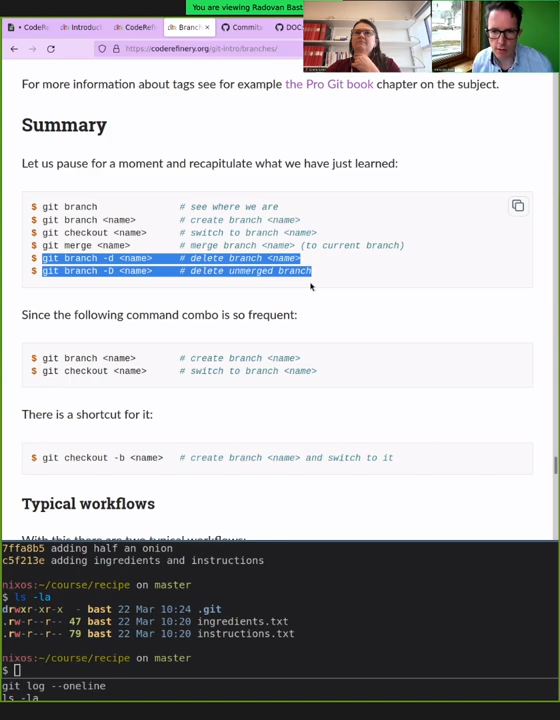 You are viewing Radovan Bast
CodeRe
Introduct
CodeRefi
Branch
Commits
DOC
https://coderefinery.org/git-intro/branches/
For more information about tags see for example the Pro Git book chapter on the subject.
Summary
Let us pause for a moment and recapitulate what we have just learned:
$ git branch # see where we are
$ git branch <name> # create branch <name>
$ git checkout <name> # switch to branch <name>
$ git merge <name> # merge branch <name> (to current branch)
$ git branch -d <name> # delete branch <name>
$ git branch -D <name> # delete unmerged branch
Since the following command combo is so frequent:
$ git branch <name> # create branch <name>
$ git checkout <name> # switch to branch <name>
There is a shortcut for it:
$ git checkout -b <name> # create branch <name> and switch to it
Typical workflows
With this there are two typical workflows:
7ffa8b5 adding half an onion
c5f213e adding ingredients and instructions
nixos:~/course/recipe on master
$ ls -la
drwxr-xr-x - bast 22 Mar 10:24 .git
.rw-r--r-- 47 bast 22 Mar 10:20 ingredients.txt
.rw-r--r-- 79 bast 22 Mar 10:20 instructions.txt
nixos:~/course/recipe on master
$
git log --oneline
ls -la